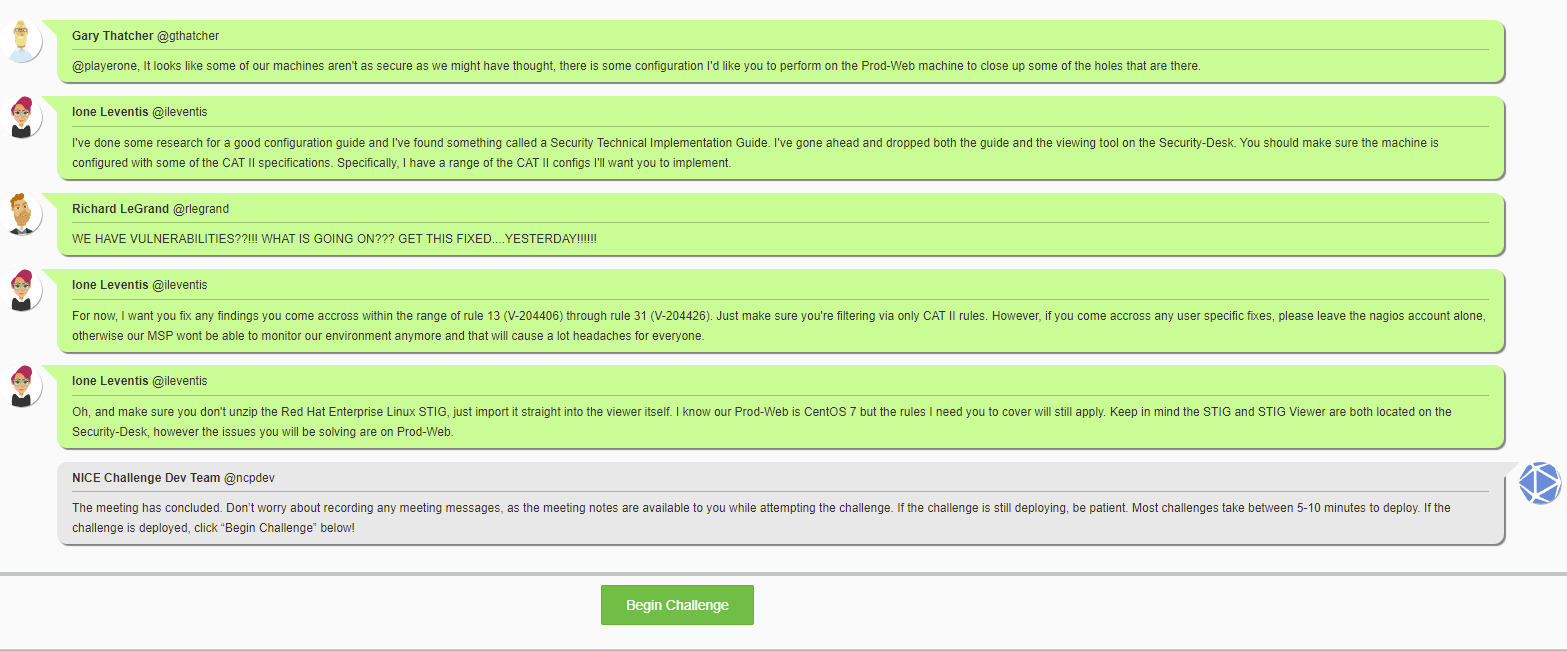 Gary Thatcher @gthatcher
@playerone, It looks like some of our machines aren't as secure as we might have thought, there is some configuration I'd like you to perform on the Prod-Web machine to close up some of the holes that are there.
Ione Leventis @ileventis
I've done some research for a good configuration guide and I've found something called a Security Technical Implementation Guide. I've gone ahead and dropped both the guide and the viewing tool on the Security-Desk. You should make sure the machine is
configured with some of the CAT II specifications. Specifically, I have a range of the CAT II configs I'll want you to implement.
Richard LeGrand @rlegrand
WE HAVE VULNERABILITIES??!!! WHAT IS GOING ON??? GET THIS FIXED....YESTERDAY!!!!!!
Ione Leventis @ileventis
For now, I want you fix any findings you come accross within the range of rule 13 (V-204406) through rule 31 (V-204426). Just make sure you're filtering via only CAT II rules. However, if you come accross any user specific fixes, please leave the nagios account alone,
otherwise our MSP wont be able to monitor our environment anymore and that will cause a lot headaches for everyone.
Ione Leventis @ileventis
Oh, and make sure you don't unzip the Red Hat Enterprise Linux STIG, just import it straight into the viewer itself. I know our Prod-Web is CentOS 7 but the rules I need you to cover will still apply. Keep in mind the STIG and STIG Viewer are both located on the
Security-Desk, however the issues you will be solving are on Prod-Web.
NICE Challenge Dev Team @ncpdev
The meeting has concluded. Don't worry about recording any meeting messages, as the meeting notes are available to you while attempting the challenge. If the challenge is still deploying, be patient. Most challenges take between 5-10 minutes to deploy. If the
challenge is deployed, click “Begin Challenge” below!
Begin Challenge